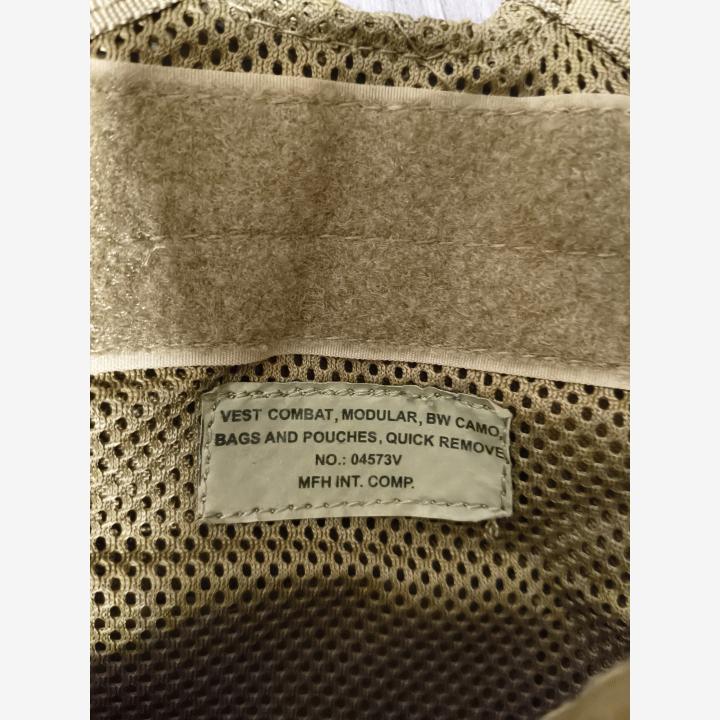 VEST COMBAT, MODULAR, BW CAMO,
BAGS AND POUCHES, QUICK REMOVE
NO.: 04573V
MFH INT. COMP.